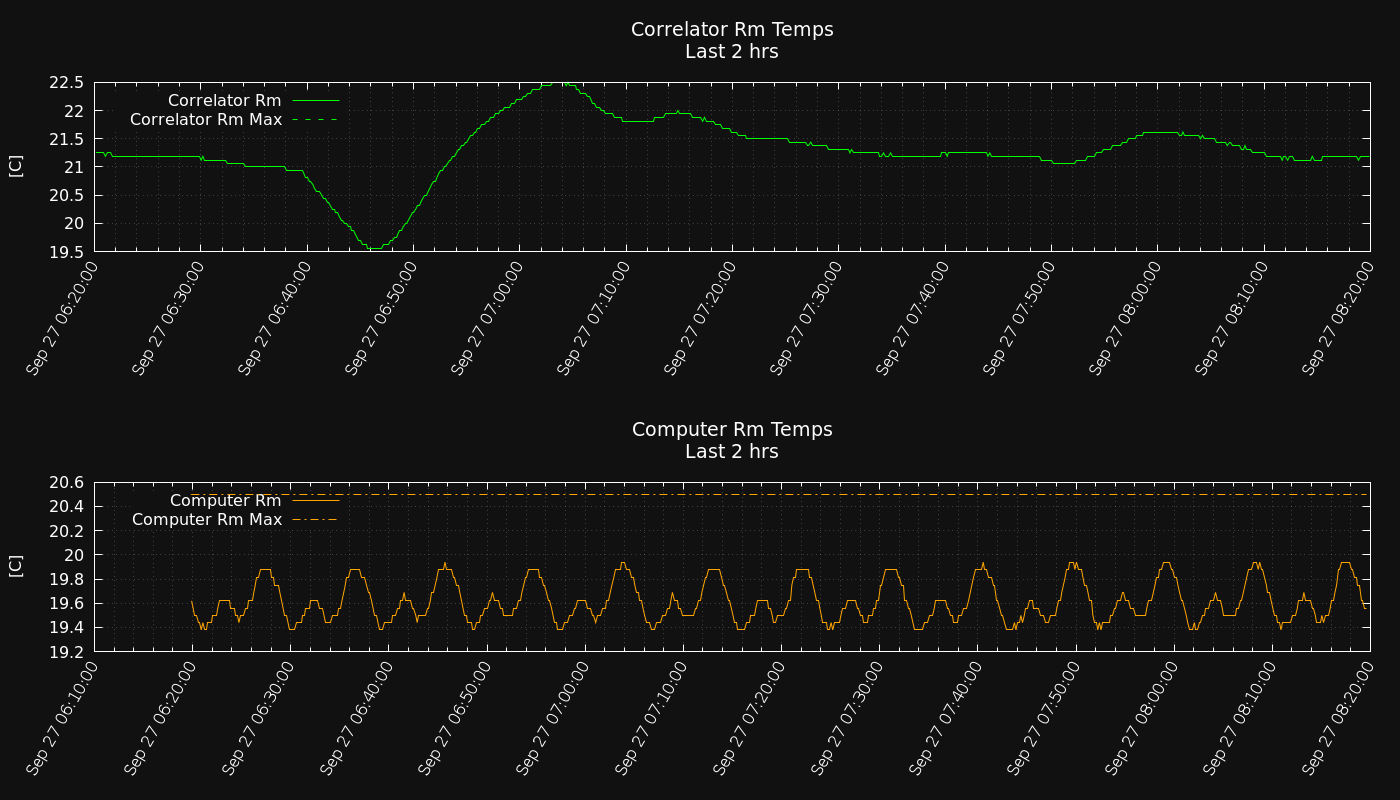 Correlator Rm Temps
Last 2 hrs
22.5
22
21.5
21
20.5
20
19.5
[C]
Correlator Rm
Correlator Rm Max
Sep 27 06:20:00
Sep 27 06:30:00
Sep 27 06:40:00
Sep 27 06:50:00
Sep 27 07:00:00
Sep 27 07:10:00
Sep 27 07:20:00
Sep 27 07:30:00
Sep 27 07:40:00
Sep 27 07:50:00
Sep 27 08:00:00
Sep 27 08:10:00
Sep 27 08:20:00
Computer Rm Temps
Last 2 hrs
20.6
20.4
20.2
20
19.8
19.6
19.4
19.2
[C]
Computer Rm
Computer Rm Max
Sep 27 06:10:00
Sep 27 06:20:00
Sep 27 06:30:00
Sep 27 06:40:00
Sep 27 06:50:00
Sep 27 07:00:00
Sep 27 07:10:00
Sep 27 07:20:00
Sep 27 07:30:00
Sep 27 07:40:00
Sep 27 07:50:00
Sep 27 08:00:00
Sep 27 08:10:00
Sep 27 08:20:00